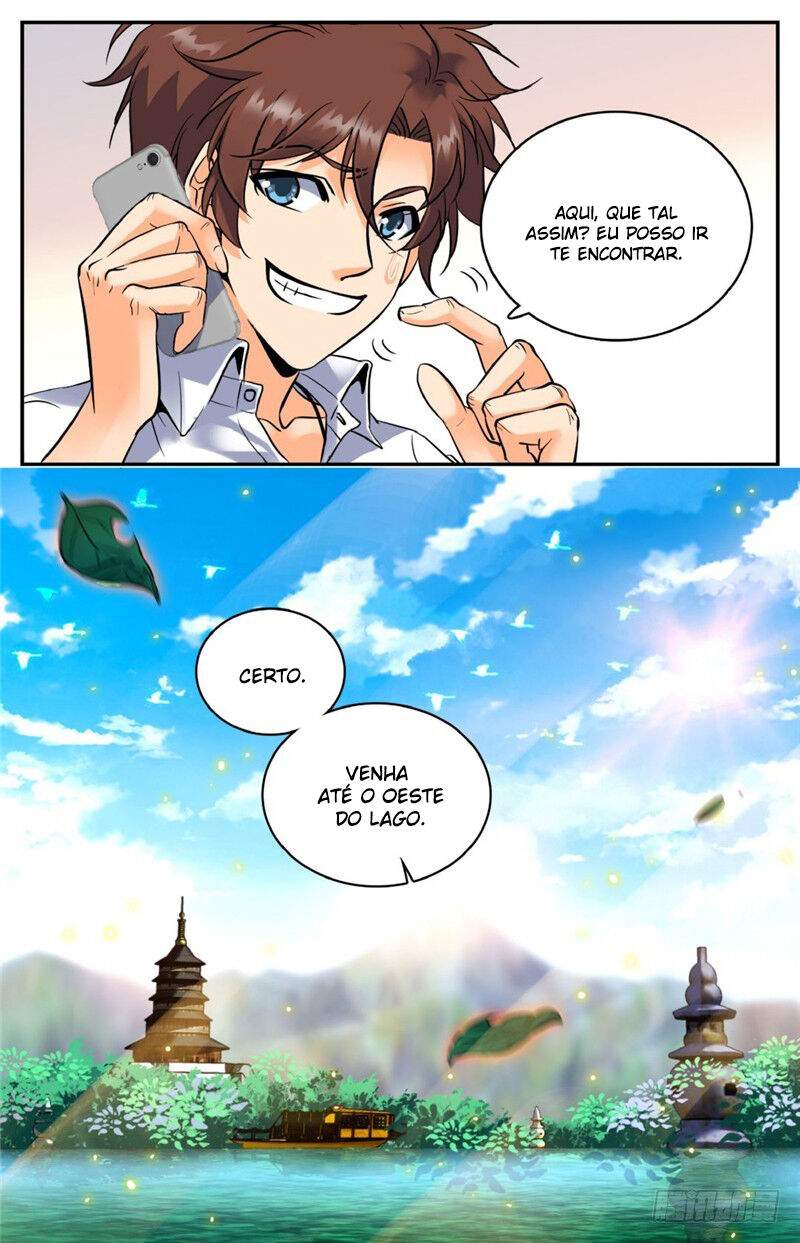 AQUI, QUE TAL
ASSIM? EU POSSO IR
TE ENCONTRAR.
CERTO.
VENHA
ATÉ O OESTE
DO LAGO.